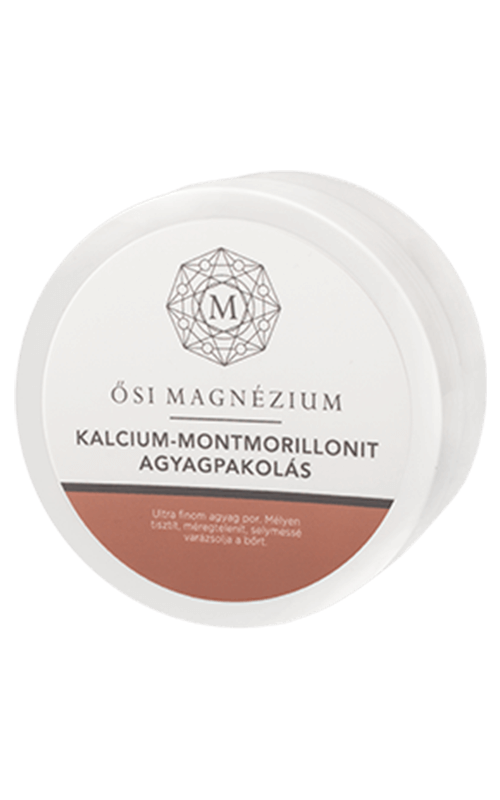 M
ŐSI MAGNÉZIUM
KALCIUM-MONTMORILLONIT
AGYAGPAKOLÁS
Ultra finom agyag por. Mélyen
tisztít, méregtelenít, selymessé
varázsolja a bőrt.